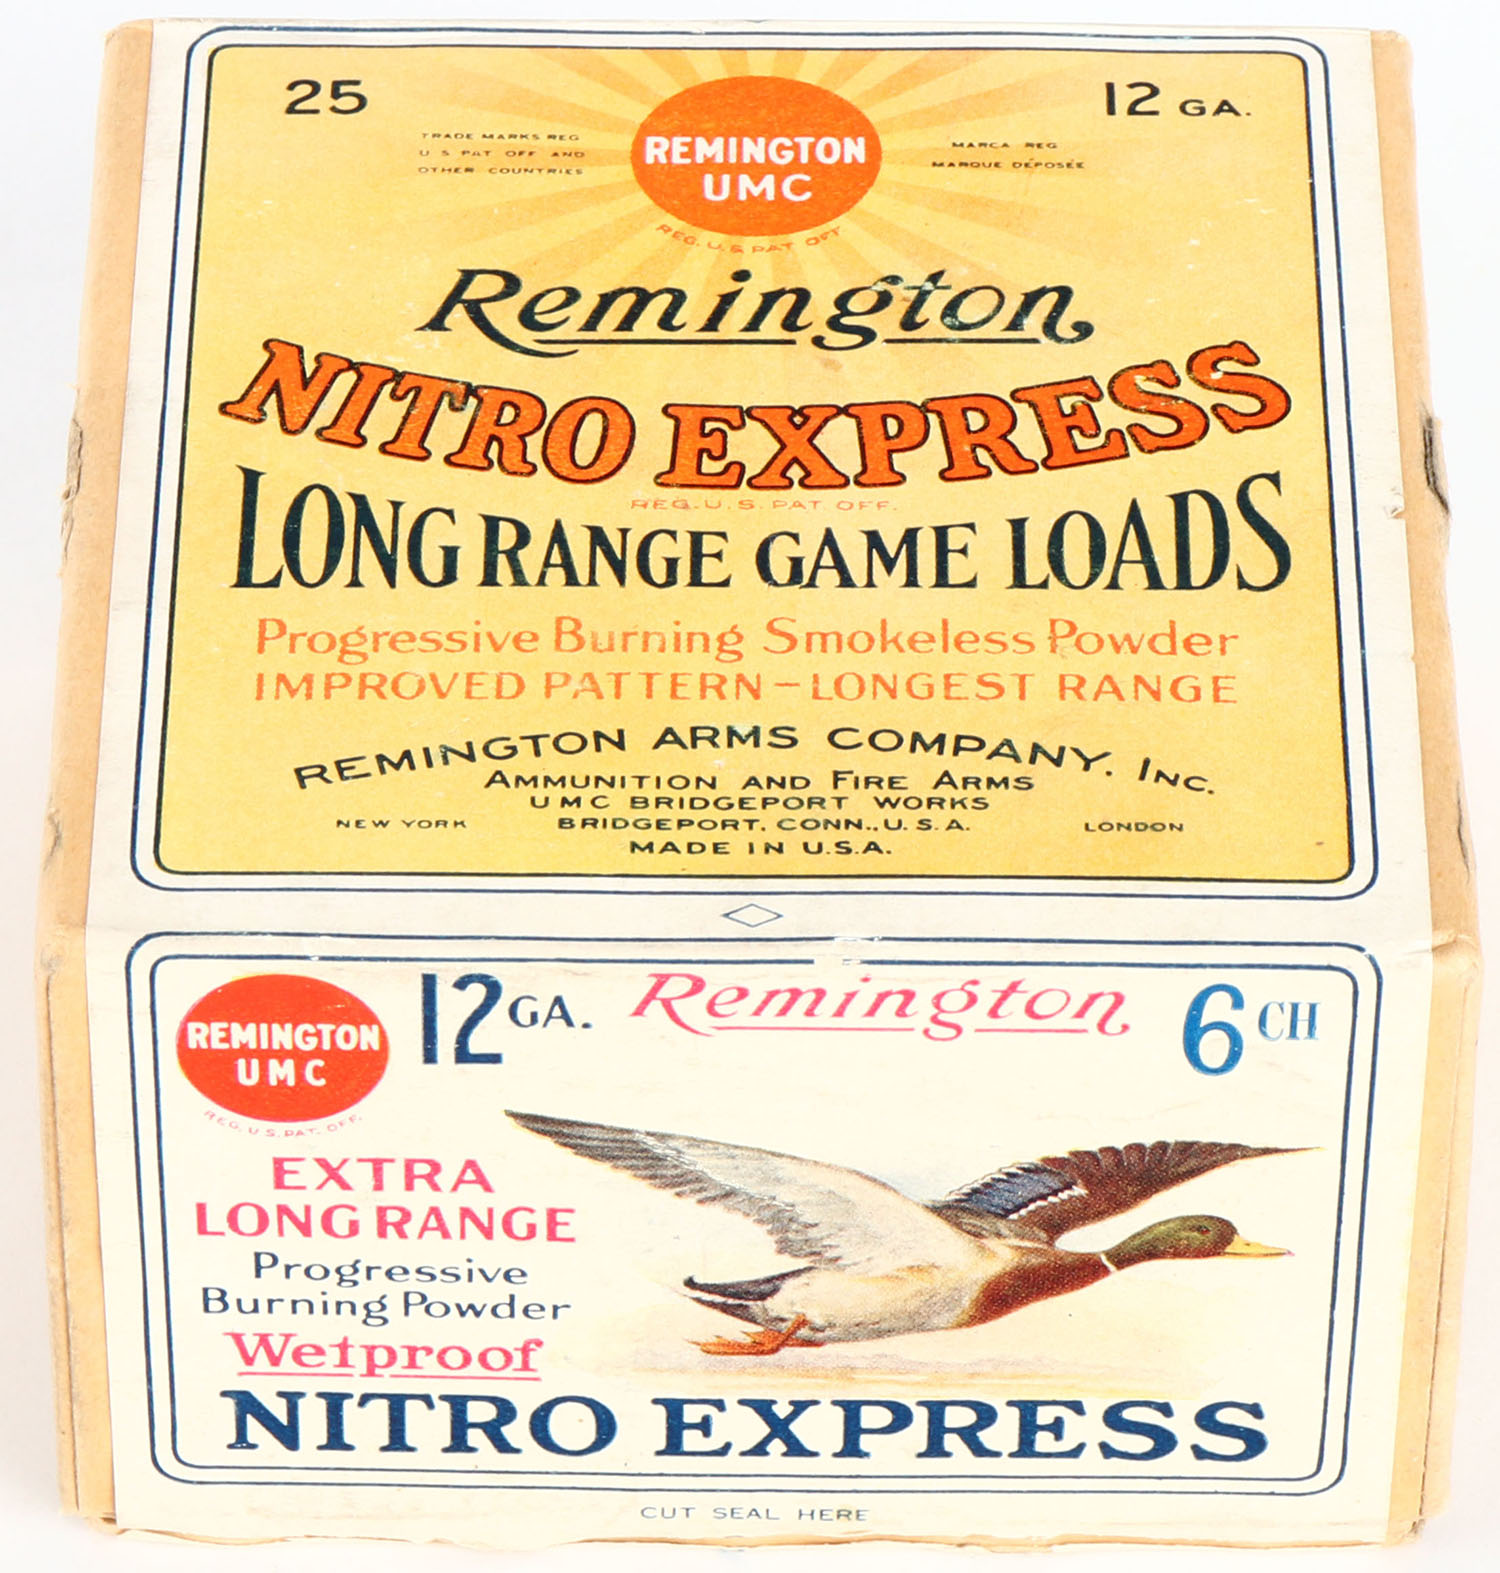 25
12 GA.
TRADE MARKS REG
U S PAT OFF AND
OTHER COUNTRIES
REMINGTON
UMC
REG. U.S PAT OFF
MARCA REG
MARQUE DÉPOSÉE
Remington
NITRO EXPRESS
REG. U. S. PAT. OFF.
LONG RANGE GAME LOADS
Progressive Burning Smokeless Powder
IMPROVED PATTERN-LONGEST RANGE
REMINGTON ARMS COMPANY. INC.
AMMUNITION AND FIRE ARMS
UMC BRIDGEPORT WORKS
NEW YORK BRIDGEPORT, CONN., U. S. A. LONDON
MADE IN U.S.A.
REMINGTON
UMC
REG. U S. PAT. OFF.
12 GA. Remington 6 CH
EXTRA
LONG RANGE
Progressive
Burning Powder
Wetproof
NITRO EXPRESS
CUT SEAL HERE